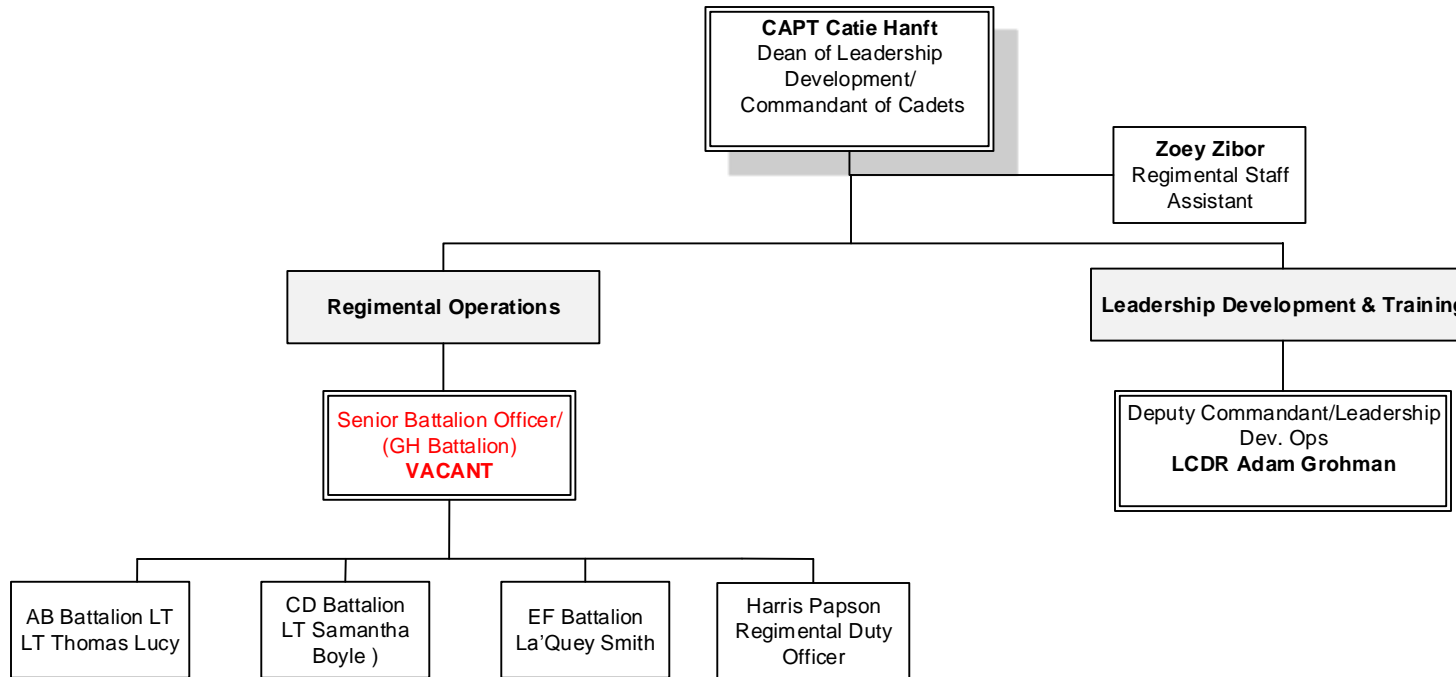 CAPT Catie Hanft
Dean of Leadership
Development/
Commandant of Cadets
Zoey Zibor
Regimental Staff
Assistant
Regimental Operations
Leadership Development & Training
Senior Battalion Officer/
(GH Battalion)
VACANT
Deputy Commandant/Leadership
Dev. Ops
LCDR Adam Grohman
AB Battalion LT
LT Thomas Lucy
CD Battalion
LT Samantha
Boyle )
EF Battalion
La’Quey Smith
Harris Papson
Regimental Duty
Officer